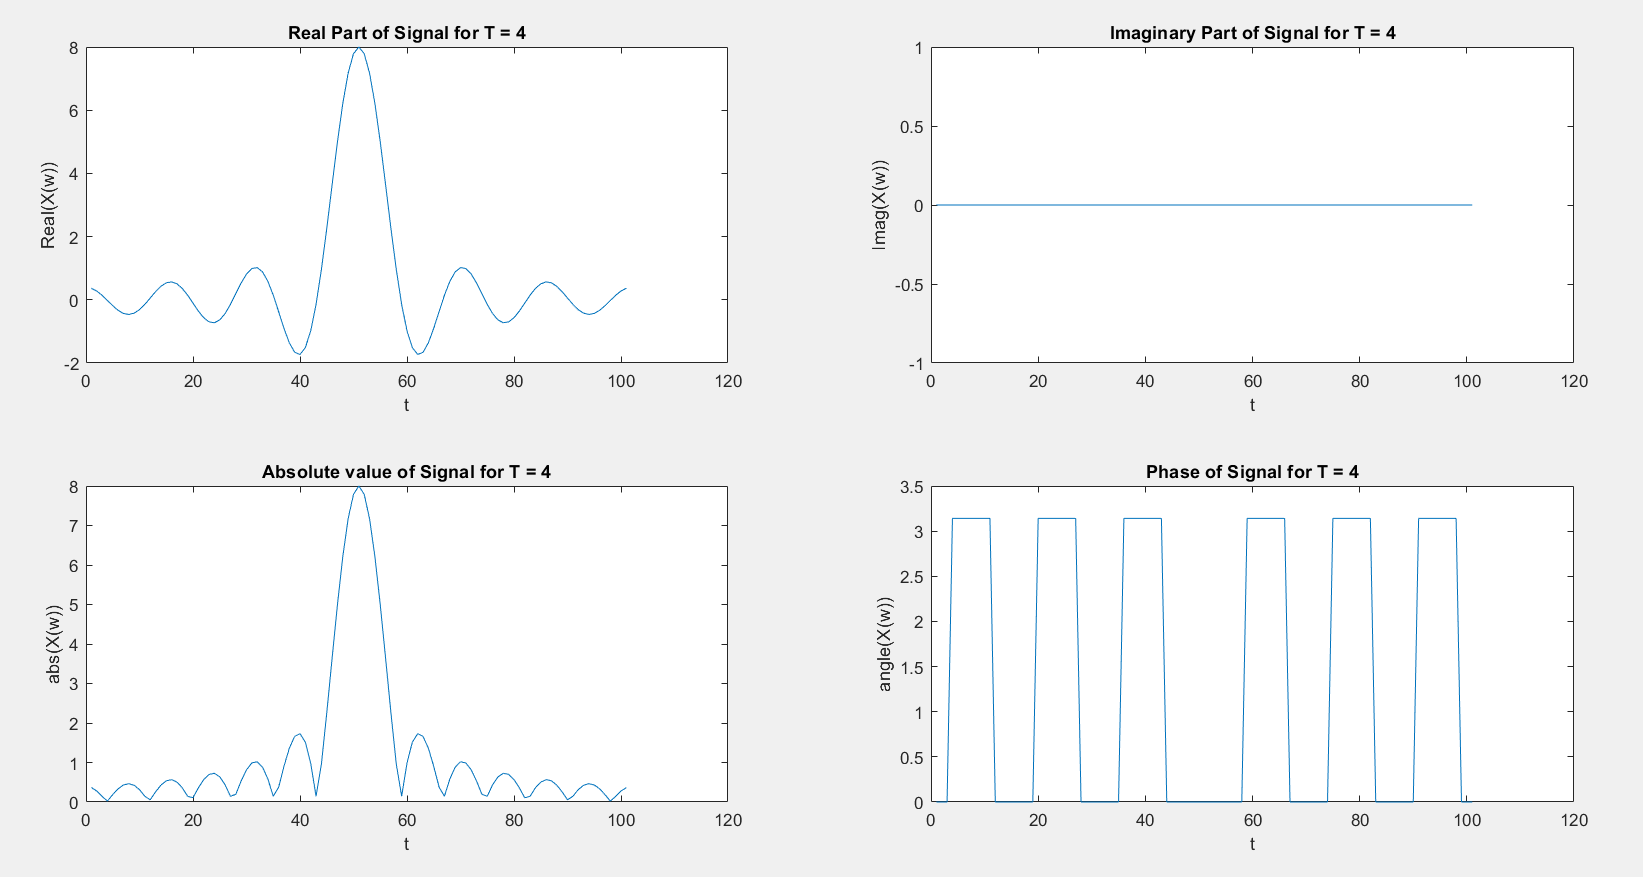 Real Part of Signal for T = 4
8
6
4
2
0
-2
Real(X(w))
0 20 40 60 80 100 120
t
Imaginary Part of Signal for T = 4
1
0.5
0
-0.5
-1
Imag(X(w))
0 20 40 60 80 100 120
t
Absolute value of Signal for T = 4
8
7
6
5
4
3
2
1
0
abs(X(w))
0 20 40 60 80 100 120
t
Phase of Signal for T = 4
3.5
3
2.5
2
1.5
1
0.5
0
angle(X(w))
0 20 40 60 80 100 120
t